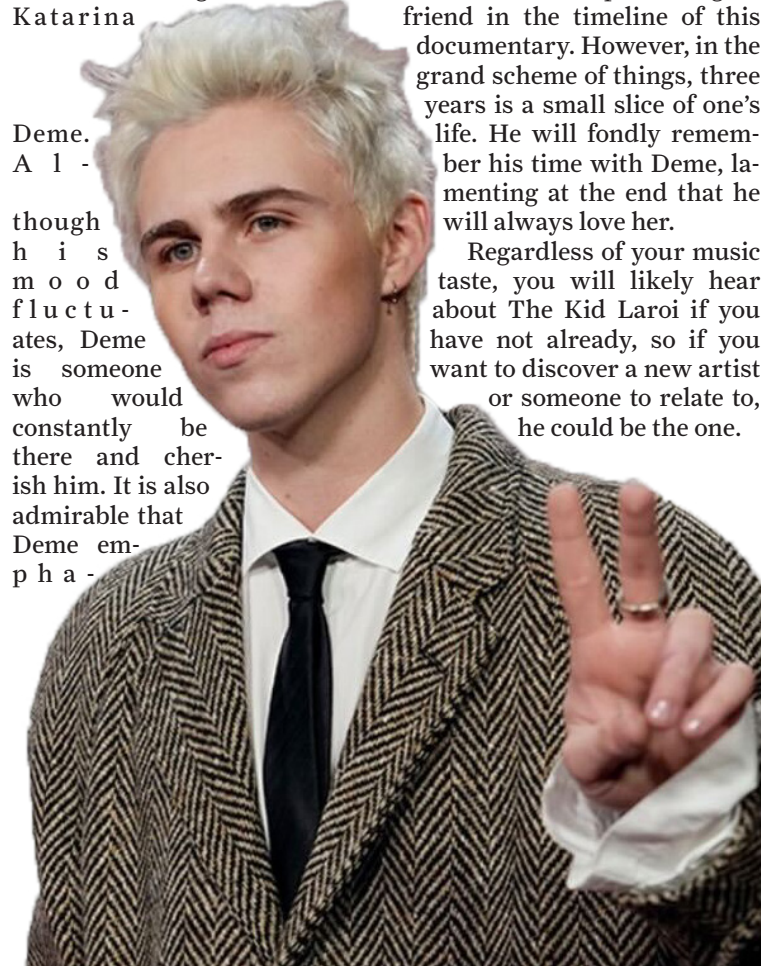 Katarina
Deme.
A l -
though
h i s
m o o d
f l u c t u -
ates, Deme
is someone
who would
constantly be
there and cher-
ish him. It is also
admirable that
Deme em-
p h a -
friend in the timeline of this
documentary. However, in the
grand scheme of things, three
years is a small slice of one’s
life. He will fondly remem-
ber his time with Deme, la-
menting at the end that he
will always love her.
Regardless of your music
taste, you will likely hear
about The Kid Laroi if you
have not already, so if you
want to discover a new artist
or someone to relate to,
he could be the one.